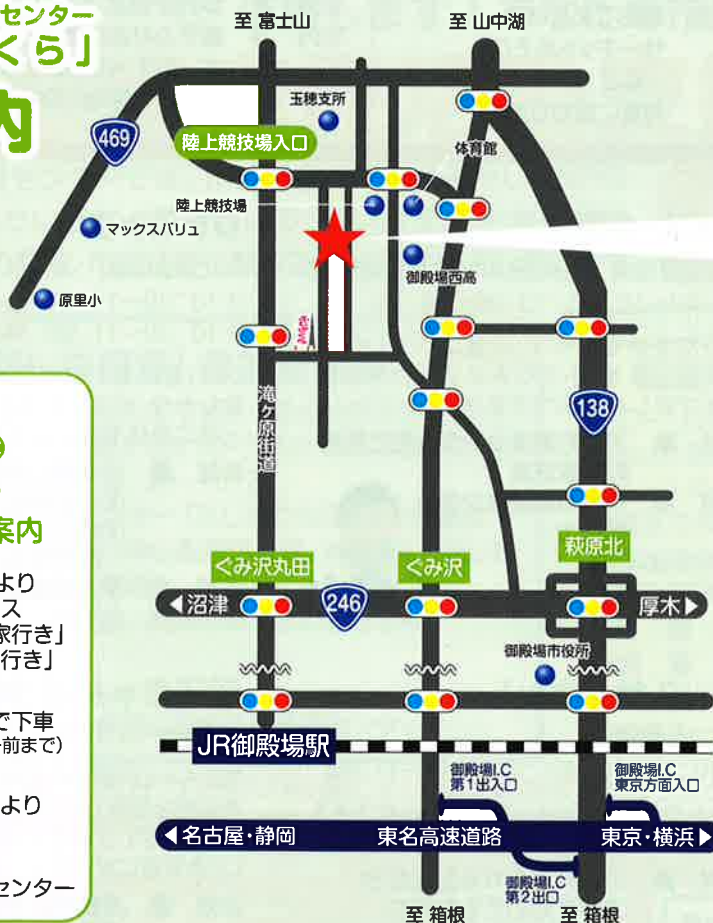 センター
くら」
内
至 富士山
至 山中湖
玉穂支所
469
陸上競技場入口
体育館
陸上競技場
マックスバリュ
御殿場西高
原里小
滝ケ原街道
138
案内
より
ス
家行き」
行き」
で下車
前まで)
より
センター
ぐみ沢丸田
ぐみ沢
萩原北
沼津
246
厚木
御殿場市役所
JR御殿場駅
御殿場I.C
第1出入口
御殿場I.C
東京方面入口
名古屋・静岡
東名高速道路
東京・横浜
御殿場I.C
第2出口
至 箱根
至 箱根